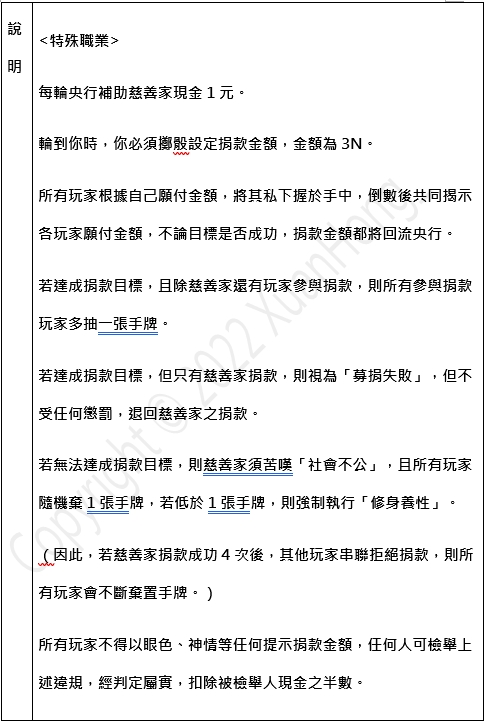 說
明
<特殊職業>
每輪央行補助慈善家現金 1 元。
輪到你時，你必須擲骰設定捐款金額，金額為 3N。
所有玩家根據自己願付金額，將其私下握於手中，倒數後共同揭示
各玩家願付金額，不論目標是否成功，捐款金額都將回流央行。
若達成捐款目標，且除慈善家還有玩家參與捐款，則所有參與捐款
玩家多抽一張手牌。
若達成捐款目標，但只有慈善家捐款，則視為「募捐失敗」，但不
受任何懲罰，退回慈善家之捐款。
若無法達成捐款目標，則慈善家須苦嘆「社會不公」，且所有玩家
隨機棄 1 張手牌，若低於 1 張手牌，則強制執行「修身善性」。
（因此，若慈善家捐款成功 4 次後，其他玩家串聯拒絕捐款，則所
有玩家會不斷棄置手牌。）
所有玩家不得以眼色、神情等任何提示捐款金額，任何人可檢舉上
述違規，經判定屬實，扣除被檢舉人現金之半數。
Copyright © 2022 XuanHong